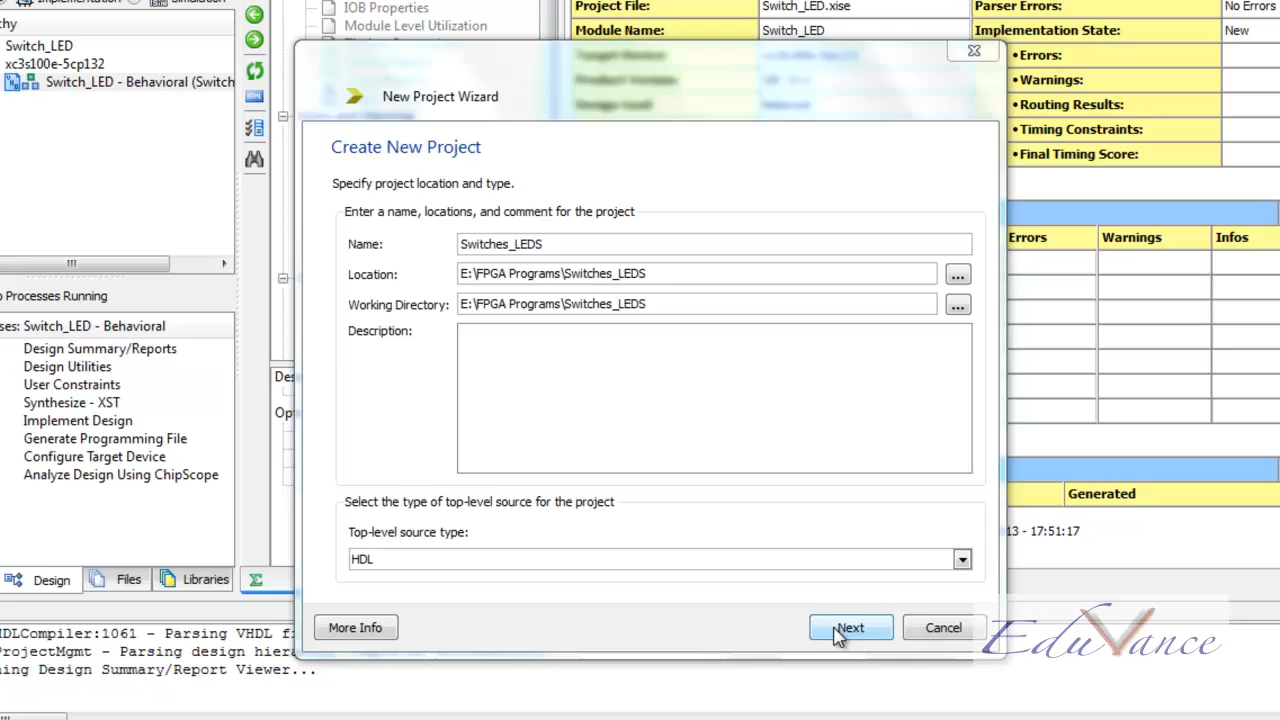 Implementation
Simulation
IOB Properties
Module Level Utilization
Project File:
Switch_LED.xise
Parser Errors:
No Errors
Module Name:
Switch_LED
Implementation State:
New
hy
Switch_LED
xc3s100e-5cp132
Switch_LED - Behavioral (Switch
•Errors:
•Warnings:
•Routing Results:
•Timing Constraints:
•Final Timing Score:
New Project Wizard
Create New Project
Specify project location and type.
Enter a name, locations, and comment for the project
Name:
Switches_LEDS
Location:
E:\FPGA Programs\Switches_LEDS
...
Working Directory:
E:\FPGA Programs\Switches_LEDS
...
Description:
Select the type of top-level source for the project
Top-level source type:
HDL
More Info
Next
Cancel
Errors
Warnings
Infos
Generated
13 - 17:51:17
o Processes Running
ses: Switch_LED - Behavioral
Design Summary/Reports
Design Utilities
User Constraints
Synthesize - XST
Implement Design
Generate Programming File
Configure Target Device
Analyze Design Using ChipScope
Des
Opt
Design
Files
Libraries
HDLCompiler:1061 - Parsing VHDL fi
ProjectMgmt - Parsing design hiera
ning Design Summary/Report Viewer...
EduVance